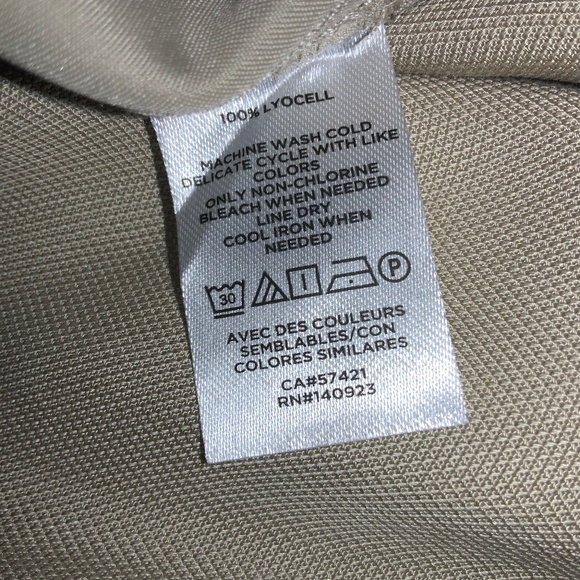 100% LYOCELL
MACHINE WASH COLD
DELICATE CYCLE WITH LIKE
COLORS
ONLY NON-CHLORINE
BLEACH WHEN NEEDED
LINE DRY
COOL IRON WHEN
NEEDED
30 P
AVEC DES COULEURS
SEMBLABLES/CON
COLORES SIMILARES
CA#57421
RN#140923